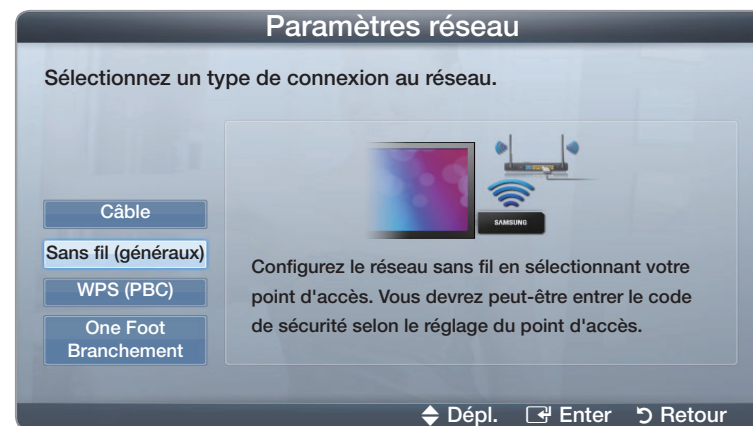 Paramètres réseau
Sélectionnez un type de connexion au réseau.
Câble
Sans fil (généraux)
WPS (PBC)
One Foot
Branchement
SAMSUNG
Configurez le réseau sans fil en sélectionnant votre
point d'accès. Vous devrez peut-être entrer le code
de sécurité selon le réglage du point d'accès.
Dépl. Enter Retour